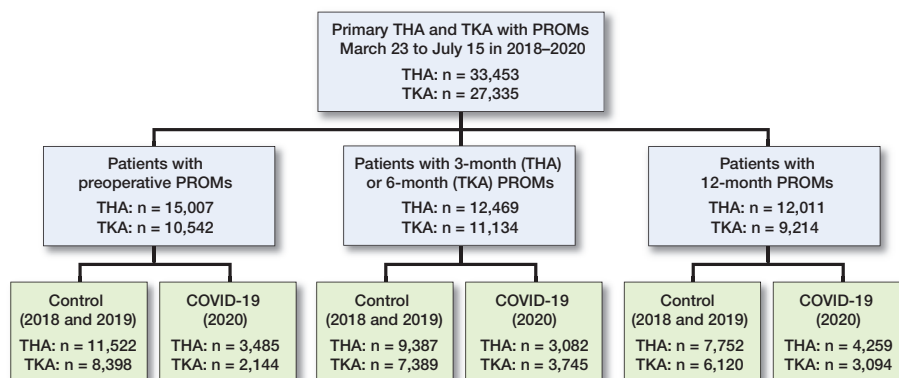 Primary THA and TKA with PROMs
March 23 to July 15 in 2018–2020
THA: n = 33,453
TKA: n = 27,335
Patients with
preoperative PROMs
THA: n = 15,007
TKA: n = 10,542
Patients with 3-month (THA)
or 6-month (TKA) PROMs
THA: n = 12,469
TKA: n = 11,134
Patients with
12-month PROMs
THA: n = 12,011
TKA: n = 9,214
Control
(2018 and 2019)
THA: n = 11,522
TKA: n = 8,398
COVID-19
(2020)
THA: n = 3,485
TKA: n = 2,144
Control
(2018 and 2019)
THA: n = 9,387
TKA: n = 7,389
COVID-19
(2020)
THA: n = 3,082
TKA: n = 3,745
Control
(2018 and 2019)
THA: n = 7,752
TKA: n = 6,120
COVID-19
(2020)
THA: n = 4,259
TKA: n = 3,094